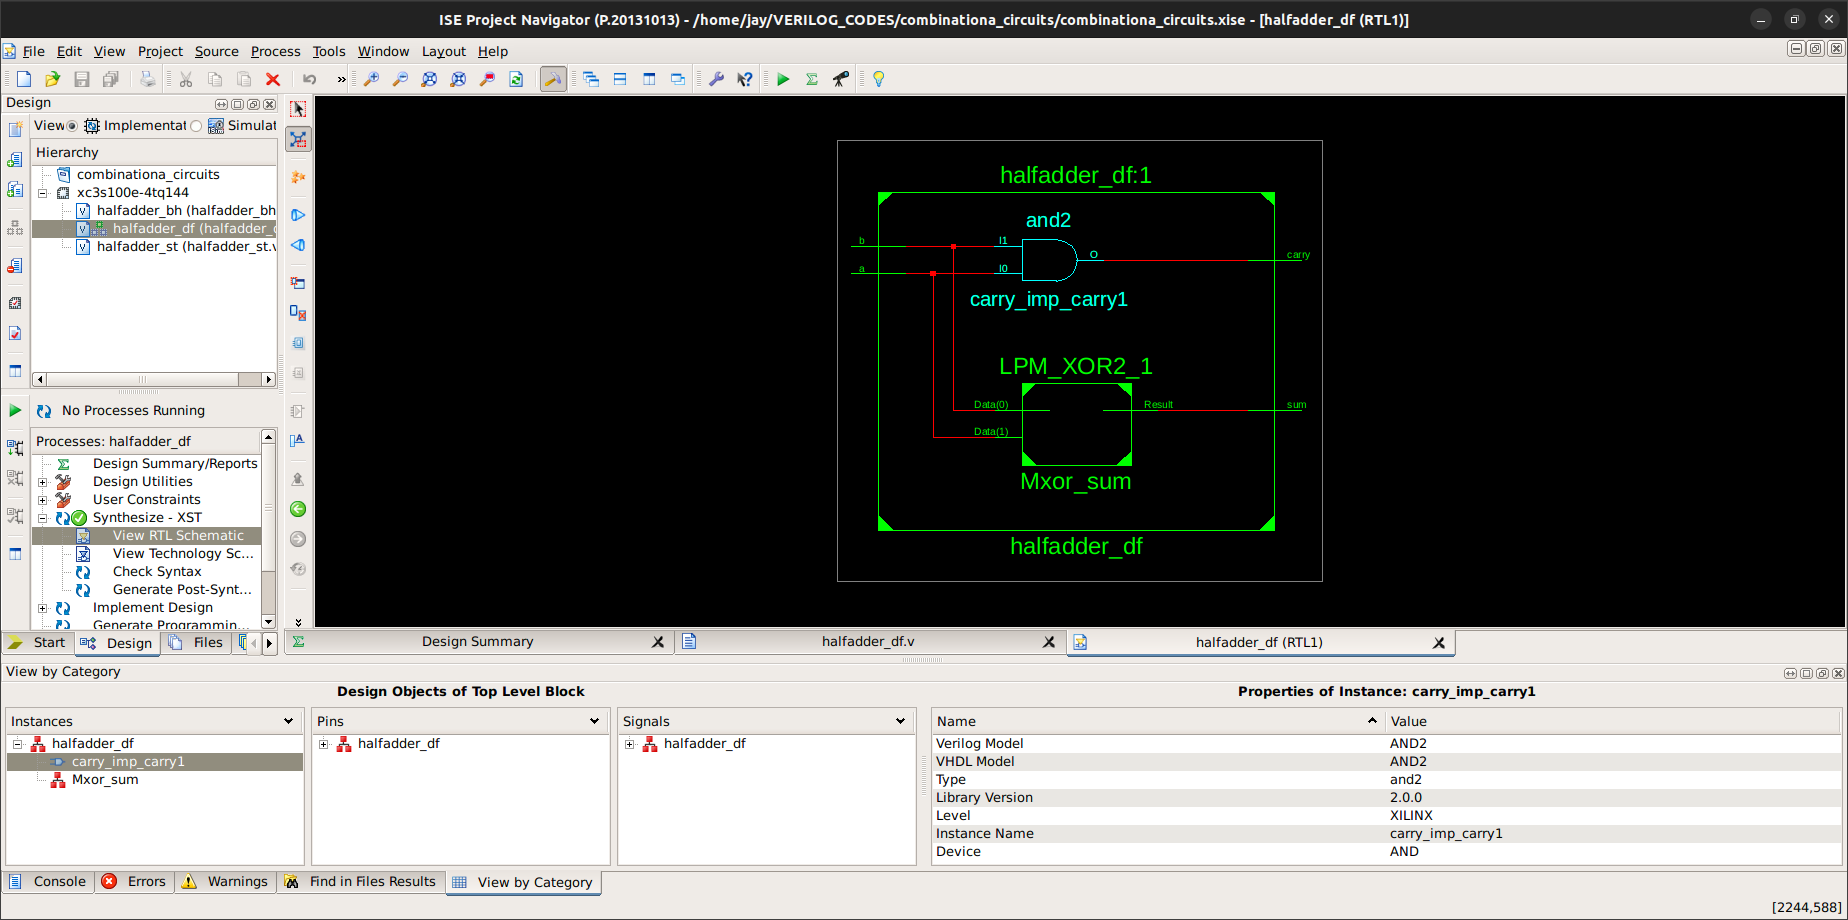 ISE Project Navigator (P.20131013) - /home/jay/VERILOG_CODES/combinationa_circuits/combinationa_circuits.xise - [halfadder_df (RTL1)]
File Edit View Project Source Process Tools Window Layout Help
»
Design
View Implementat Simulat
Hierarchy
combinationa_circuits
xc3s100e-4tq144
halfadder_bh (halfadder_bh
halfadder_df (halfadder_
halfadder_st (halfadder_st.v
No Processes Running
Processes: halfadder_df
Design Summary/Reports
Design Utilities
User Constraints
Synthesize - XST
View RTL Schematic
View Technology Sc...
Check Syntax
Generate Post-Synt...
Implement Design
Generate Programmin...
Start Design Files
halfadder_df:1
and2
b I1
O carry
a I0
carry_imp_carry1
LPM_XOR2_1
Data(0) Result sum
Data(1)
Mxor_sum
halfadder_df
Design Summary halfadder_df.v halfadder_df (RTL1)
View by Category
Design Objects of Top Level Block
Instances Pins Signals
halfadder_df halfadder_df halfadder_df
carry_imp_carry1
Mxor_sum
Properties of Instance: carry_imp_carry1
Name Value
Verilog Model AND2
VHDL Model AND2
Type and2
Library Version 2.0.0
Level XILINX
Instance Name carry_imp_carry1
Device AND
Console Errors Warnings Find in Files Results View by Category
[2244,588]